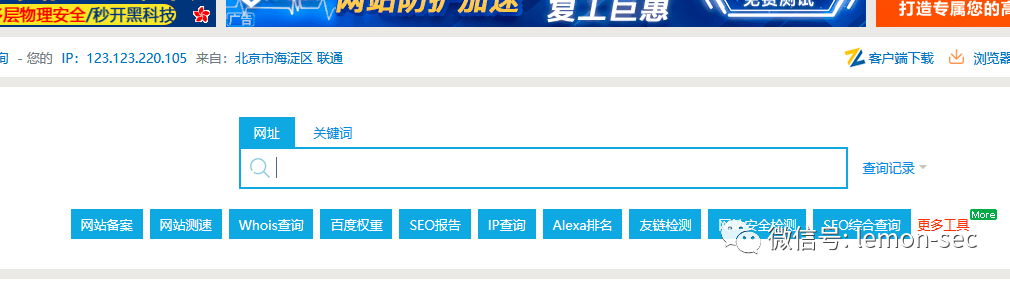 多层物理安全/秒开黑科技
网站防护加速
复工巨惠
免费测试
打造专属您的高
广告
询 - 您的 IP：123.123.220.105 来自：北京市海淀区 联通
客户端下载 浏览器
网址 关键词
查询记录
网站备案 网站测速 Whois查询 百度权重 SEO报告 IP查询 Alexa排名 友链检测 网站安全检测 SEO综合查询 更多工具 More
微信号: lemon-sec